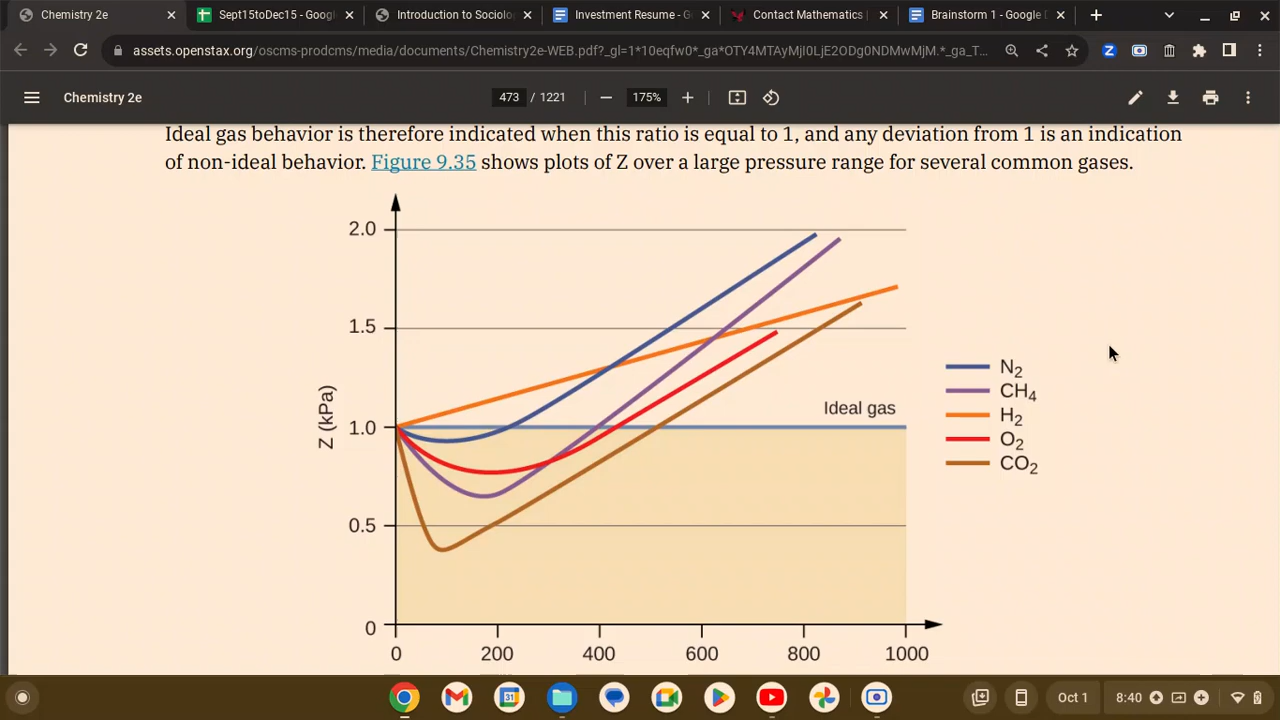 Chemistry 2e
Sept15toDec15 - Googl
Introduction to Sociolo
Investment Resume - G
Contact Mathematics
Brainstorm 1 - Google D
assets.openstax.org/oscms-prodcms/media/documents/Chemistry2e-WEB.pdf?_gl=1*10eqfw0*_ga*OTY4MTAyMjI0LjE2ODg0NDMwMjM.*_ga_T...
Chemistry 2e
473 / 1221
175%
Ideal gas behavior is therefore indicated when this ratio is equal to 1, and any deviation from 1 is an indication
of non-ideal behavior. Figure 9.35 shows plots of Z over a large pressure range for several common gases.
2.0
1.5
1.0
0.5
0
Z (kPa)
Ideal gas
N₂
CH₄
H₂
O₂
CO₂
0 200 400 600 800 1000
31
Oct 1
8:40